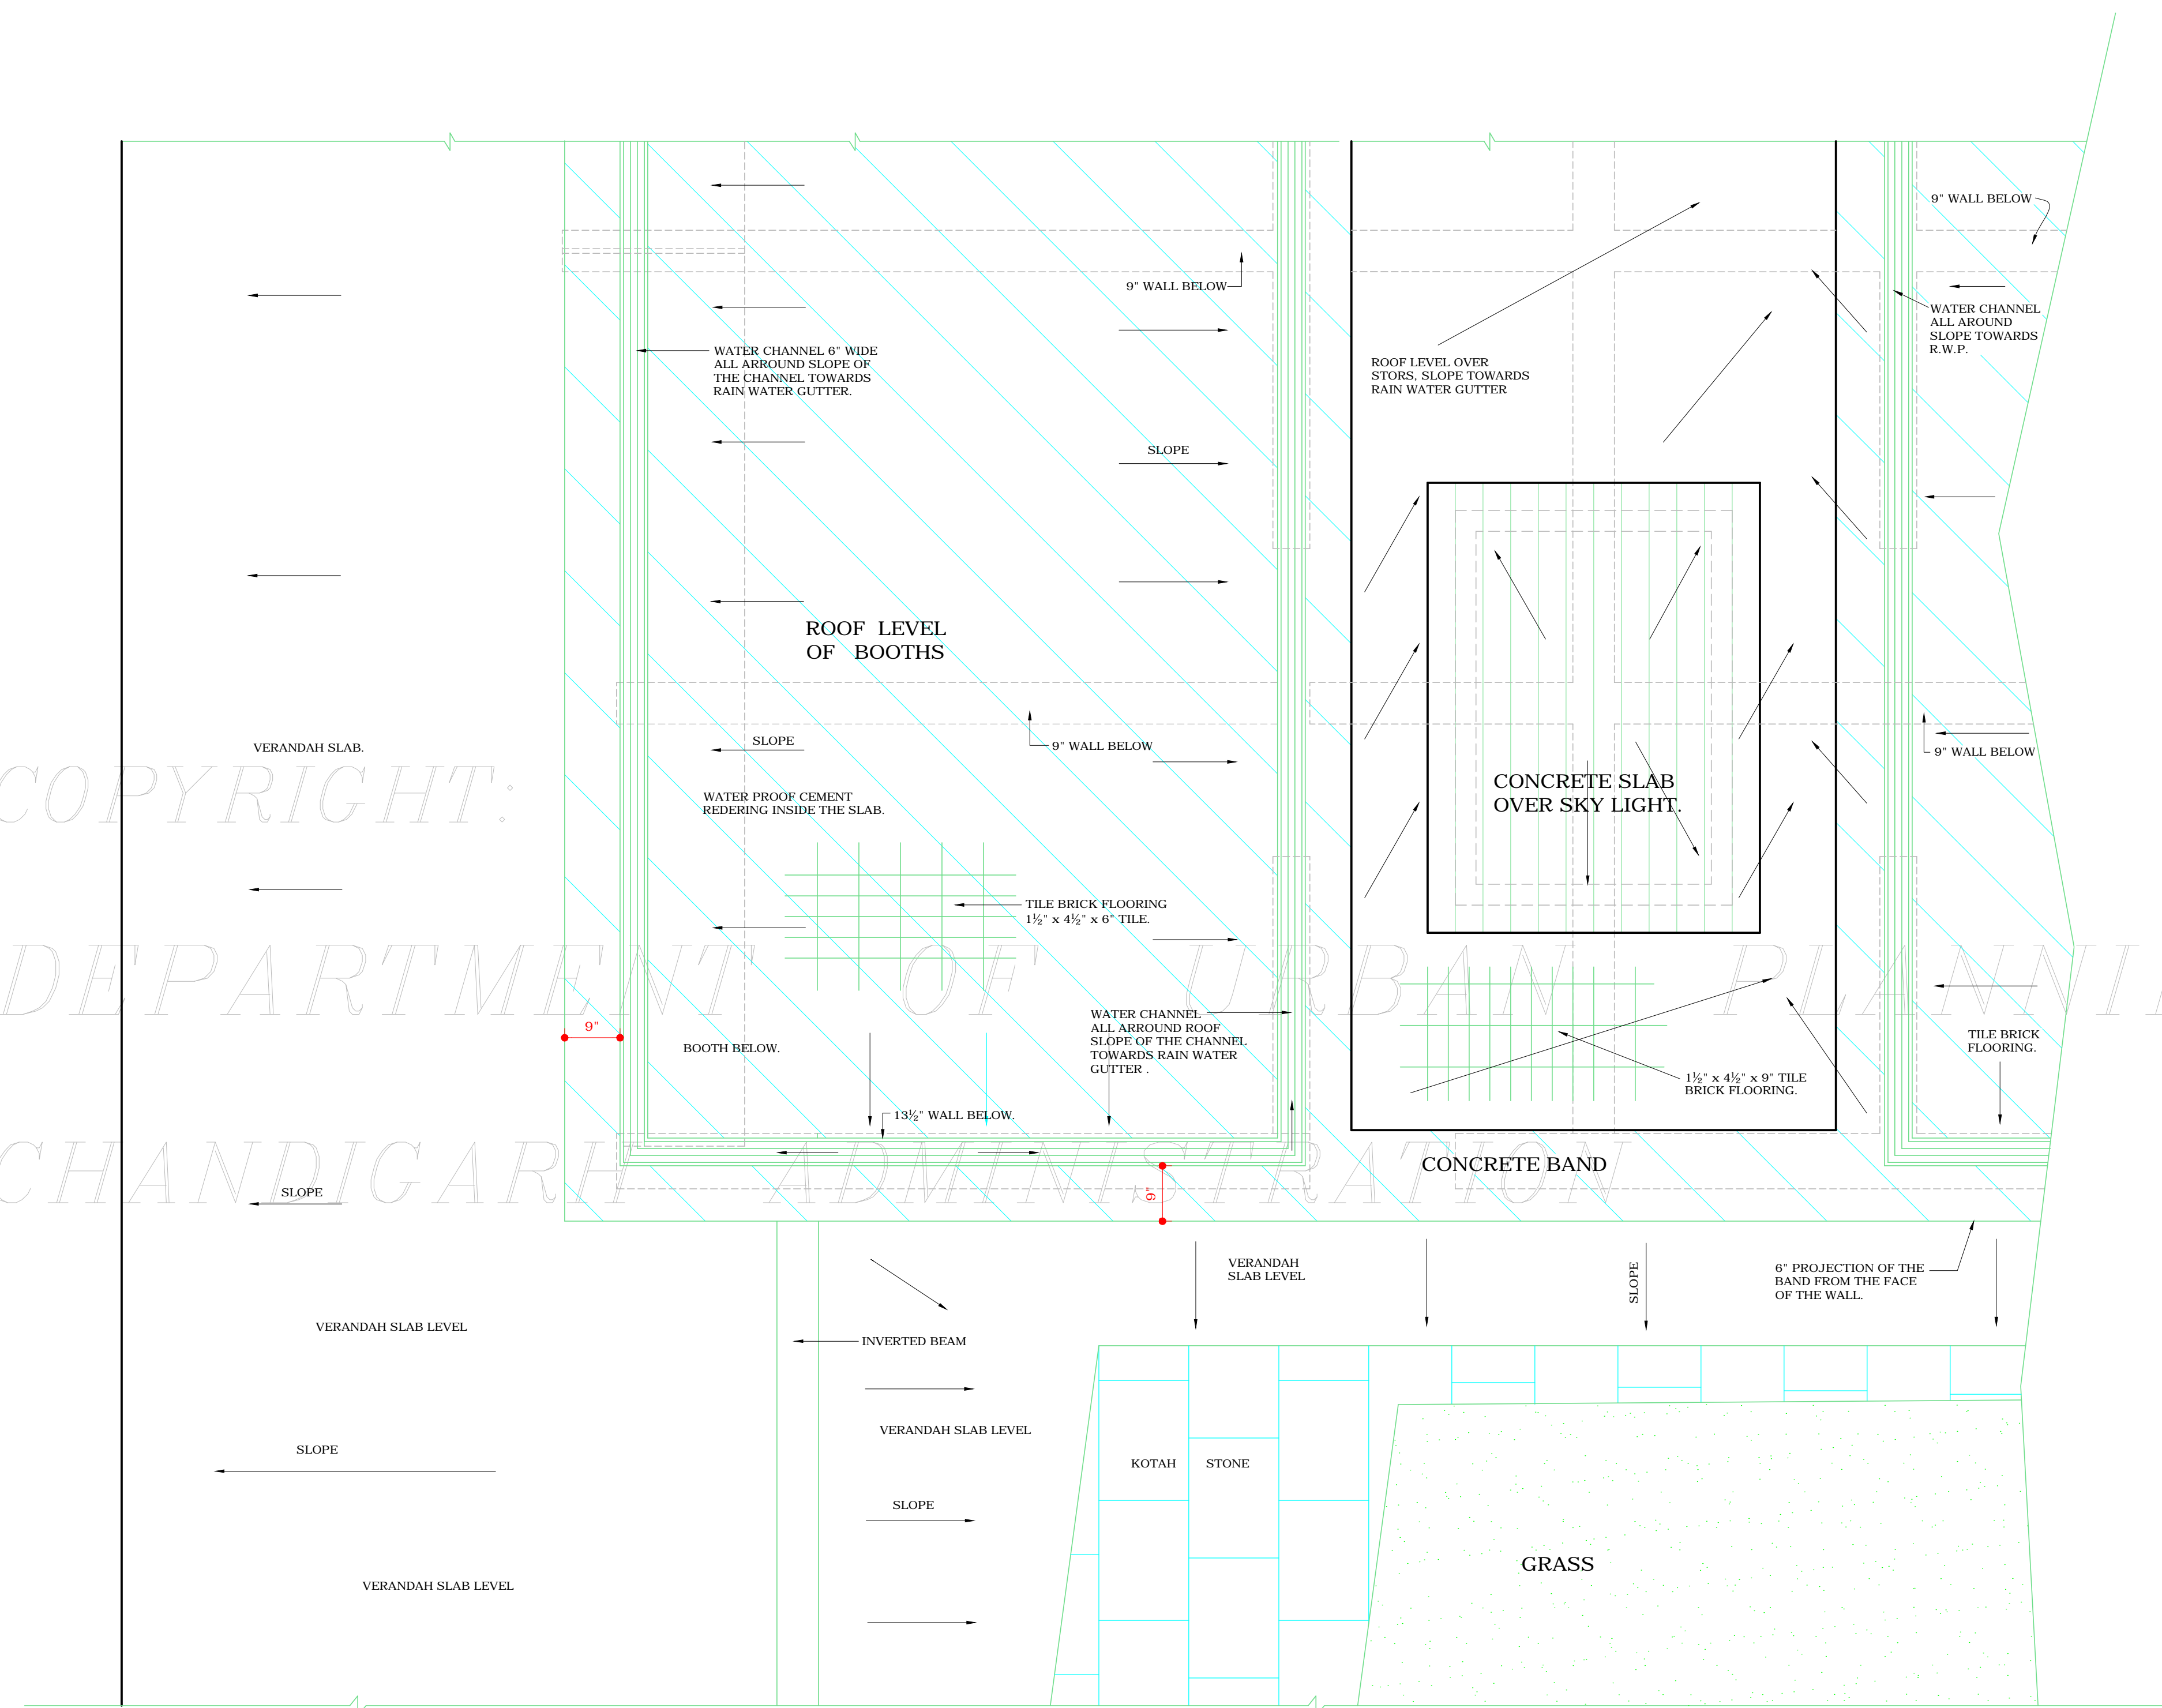 9" WALL BELOW
9" WALL BELOW
WATER CHANNEL
ALL AROUND
SLOPE TOWARDS
R.W.P.
WATER CHANNEL 6" WIDE
ALL ARROUND SLOPE OF
THE CHANNEL TOWARDS
RAIN WATER GUTTER.
ROOF LEVEL OVER
STORS, SLOPE TOWARDS
RAIN WATER GUTTER
SLOPE
ROOF LEVEL
OF BOOTHS
VERANDAH SLAB.
SLOPE
9" WALL BELOW
9" WALL BELOW
CONCRETE SLAB
OVER SKY LIGHT.
WATER PROOF CEMENT
REDERING INSIDE THE SLAB.
COPYRIGHT:
TILE BRICK FLOORING
1½" x 4½" x 6" TILE.
DEPARTMENT OF URBAN
WATER CHANNEL
ALL ARROUND ROOF
SLOPE OF THE CHANNEL
TOWARDS RAIN WATER
GUTTER .
9"
BOOTH BELOW.
TILE BRICK
FLOORING.
1½" x 4½" x 9" TILE
BRICK FLOORING.
13½" WALL BELOW.
CHANDIGARH ADMINISTRATION
CONCRETE BAND
SLOPE
9"
VERANDAH
SLAB LEVEL
SLOPE
6" PROJECTION OF THE
BAND FROM THE FACE
OF THE WALL.
VERANDAH SLAB LEVEL
INVERTED BEAM
VERANDAH SLAB LEVEL
SLOPE
KOTAH STONE
SLOPE
GRASS
VERANDAH SLAB LEVEL